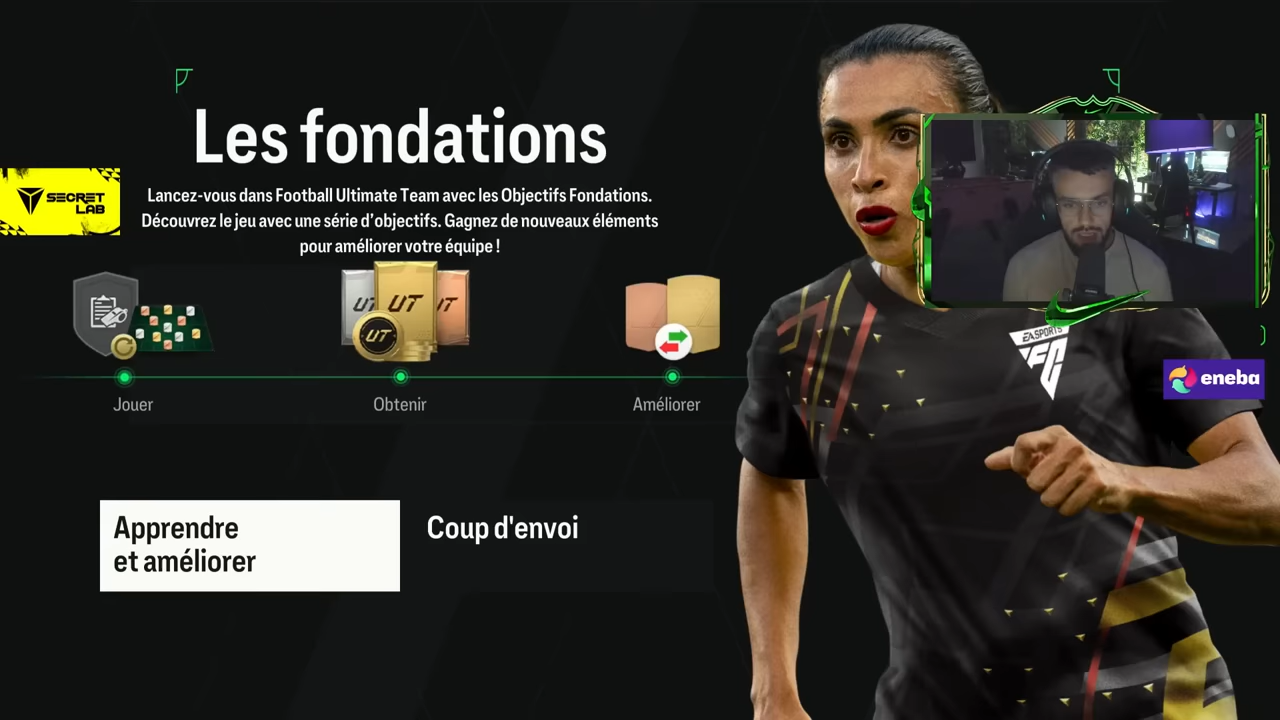 Les fondations
SECRET
LAB
Lancez-vous dans Football Ultimate Team avec les Objectifs Fondations.
Découvrez le jeu avec une série d'objectifs. Gagnez de nouveaux éléments
pour améliorer votre équipe !
UT
UT
UT
UT
Jouer
Obtenir
Améliorer
EA SPORTS
FC
eneba
Apprendre
et améliorer
Coup d'envoi